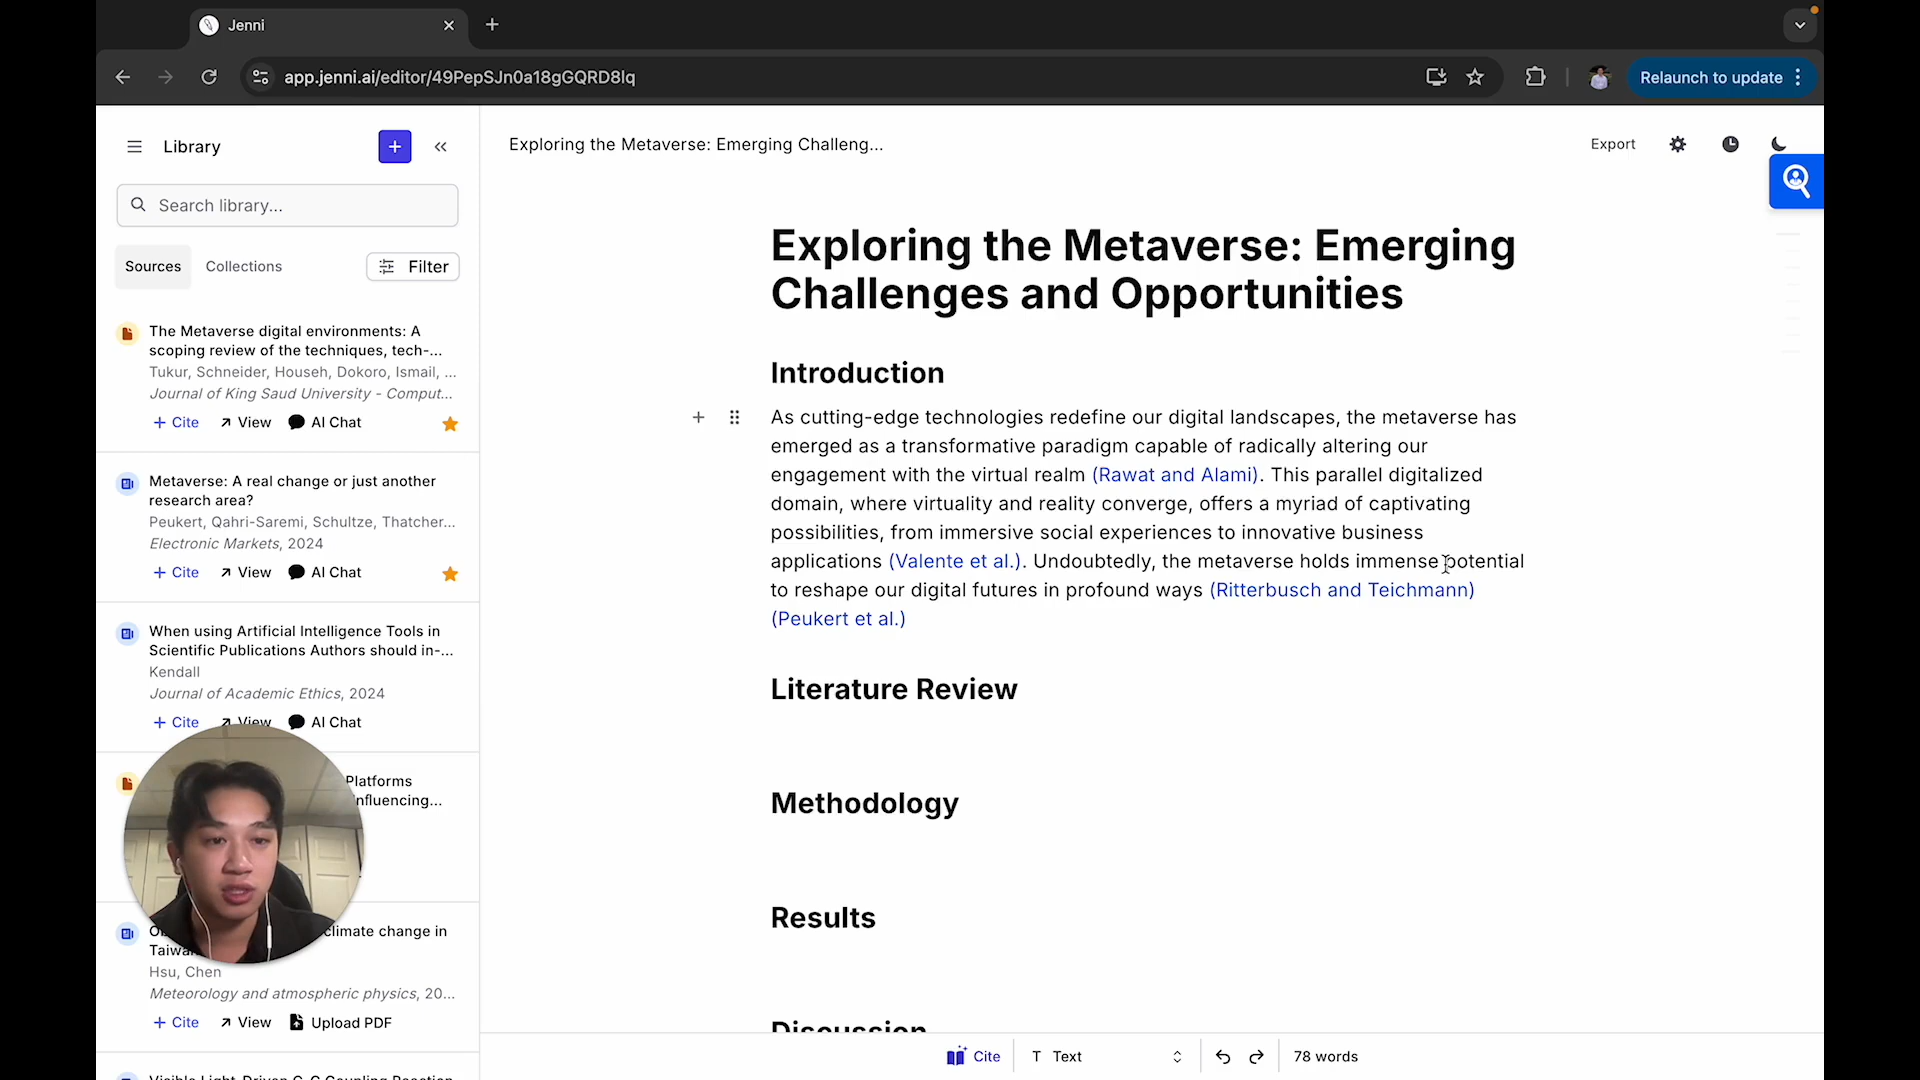 Jenni
app.jenni.ai/editor/49PepSJn0a18gGQRD8lq
Relaunch to update
Library
Search library...
Sources
Collections
Filter
The Metaverse digital environments: A
scoping review of the techniques, tech-...
Tukur, Schneider, Househ, Dokoro, Ismail, ...
Journal of King Saud University - Comput...
+ Cite
View
AI Chat
Metaverse: A real change or just another
research area?
Peukert, Qahri-Saremi, Schultze, Thatcher...
Electronic Markets, 2024
+ Cite
View
AI Chat
When using Artificial Intelligence Tools in
Scientific Publications Authors should in-...
Kendall
Journal of Academic Ethics, 2024
+ Cite
View
AI Chat
Platforms
nfluencing...
climate change in
Taiwa
Hsu, Chen
Meteorology and atmospheric physics, 20...
+ Cite
View
Upload PDF
Exploring the Metaverse: Emerging Challeng...
Export
Exploring the Metaverse: Emerging
Challenges and Opportunities
Introduction
As cutting-edge technologies redefine our digital landscapes, the metaverse has
emerged as a transformative paradigm capable of radically altering our
engagement with the virtual realm (Rawat and Alami). This parallel digitalized
domain, where virtuality and reality converge, offers a myriad of captivating
possibilities, from immersive social experiences to innovative business
applications (Valente et al.). Undoubtedly, the metaverse holds immense potential
to reshape our digital futures in profound ways (Ritterbusch and Teichmann)
(Peukert et al.)
Literature Review
Methodology
Results
Discussion
Cite
T Text
78 words